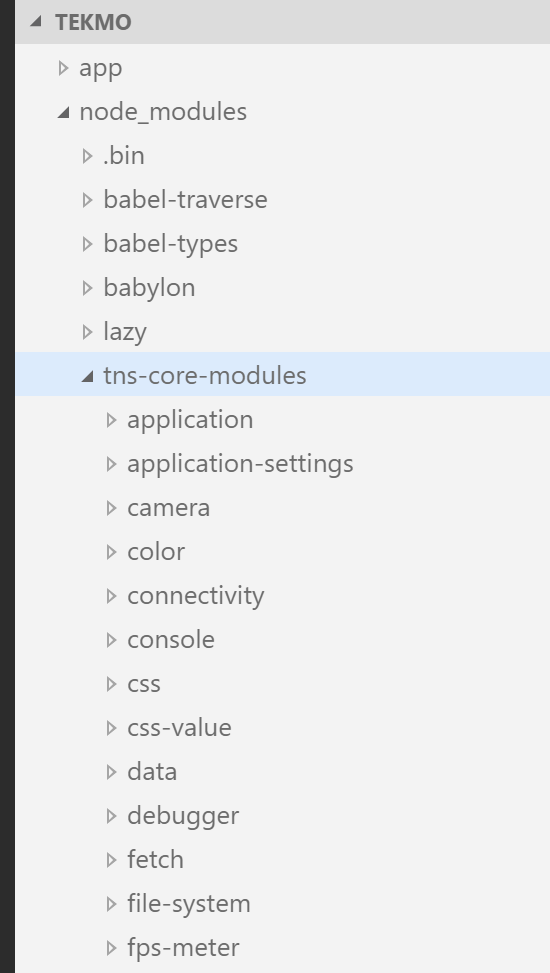 TEKMO
app
node_modules
.bin
babel-traverse
babel-types
babylon
lazy
tns-core-modules
application
application-settings
camera
color
connectivity
console
css
css-value
data
debugger
fetch
file-system
fps-meter